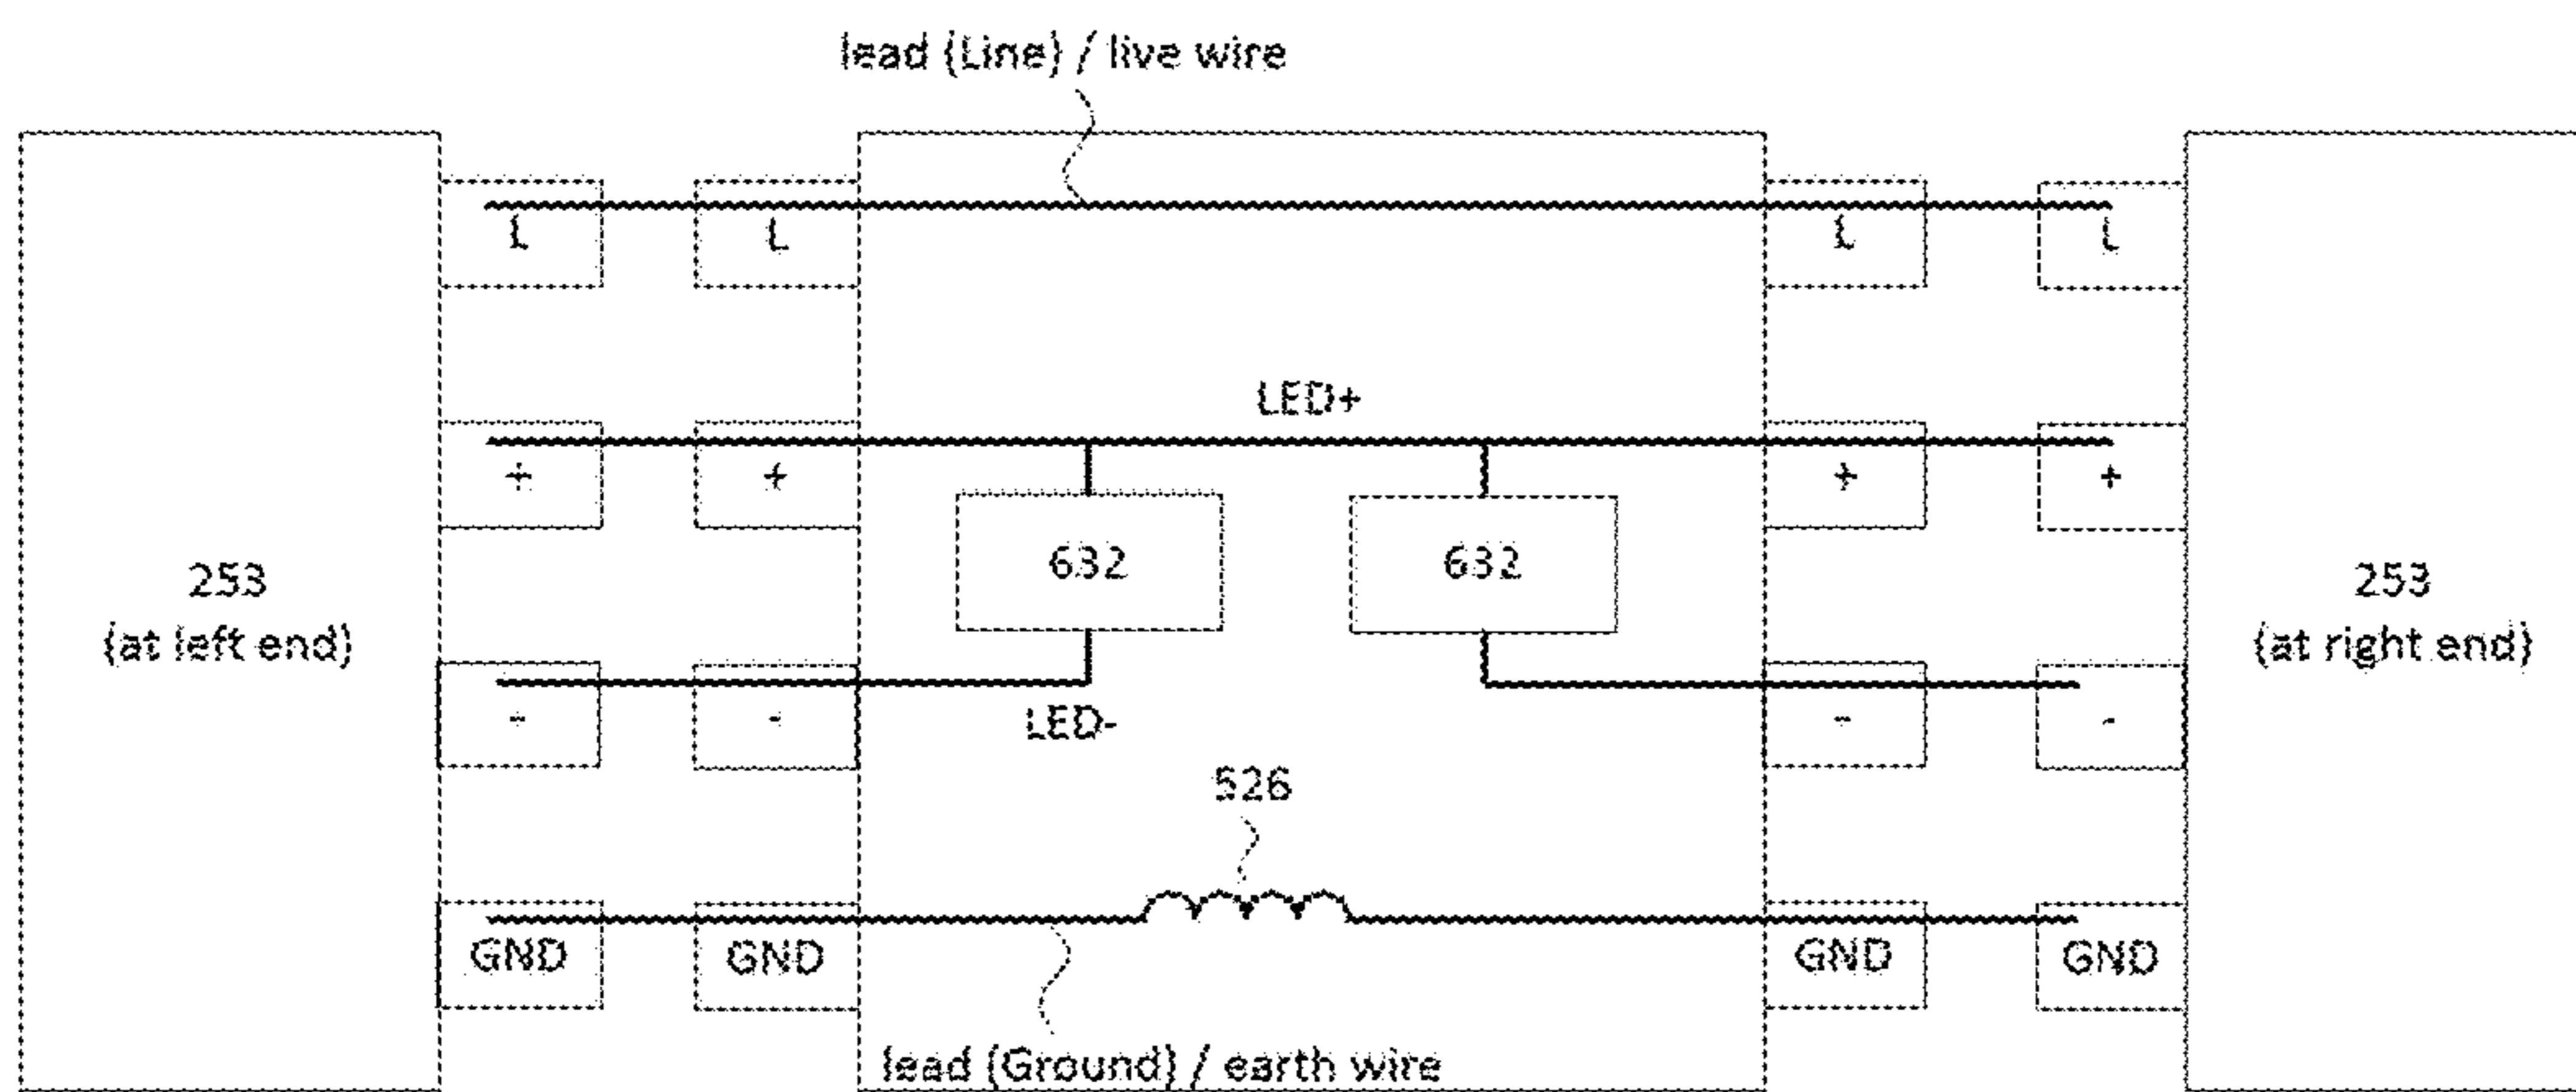 lead (Line) / live wire
L L L L
LED+
+ + + +
632 632
253 253
(at left end) (at right end)
- - - -
LED-
526
GND GND GND GND
lead (Ground) / earth wire